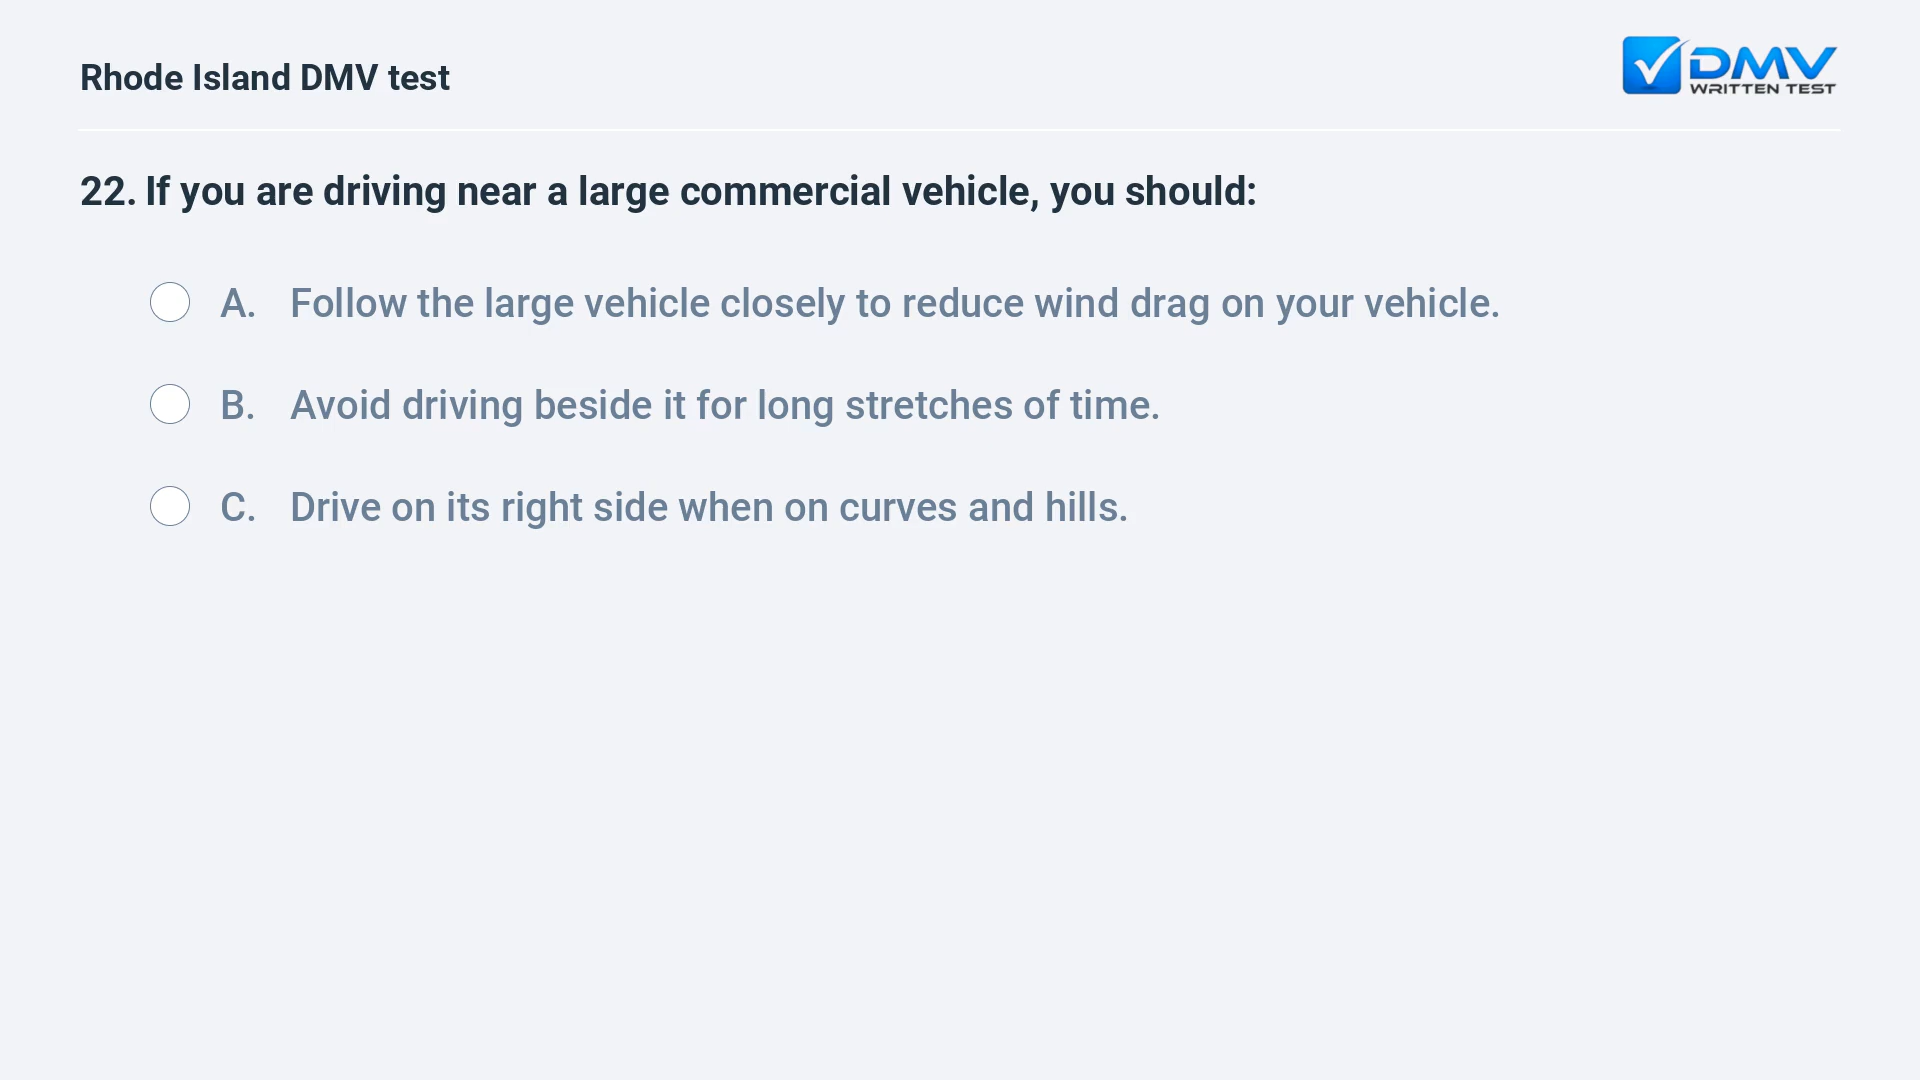 Rhode Island DMV test
DMV
WRITTEN TEST
22. If you are driving near a large commercial vehicle, you should:
A. Follow the large vehicle closely to reduce wind drag on your vehicle.
B. Avoid driving beside it for long stretches of time.
C. Drive on its right side when on curves and hills.